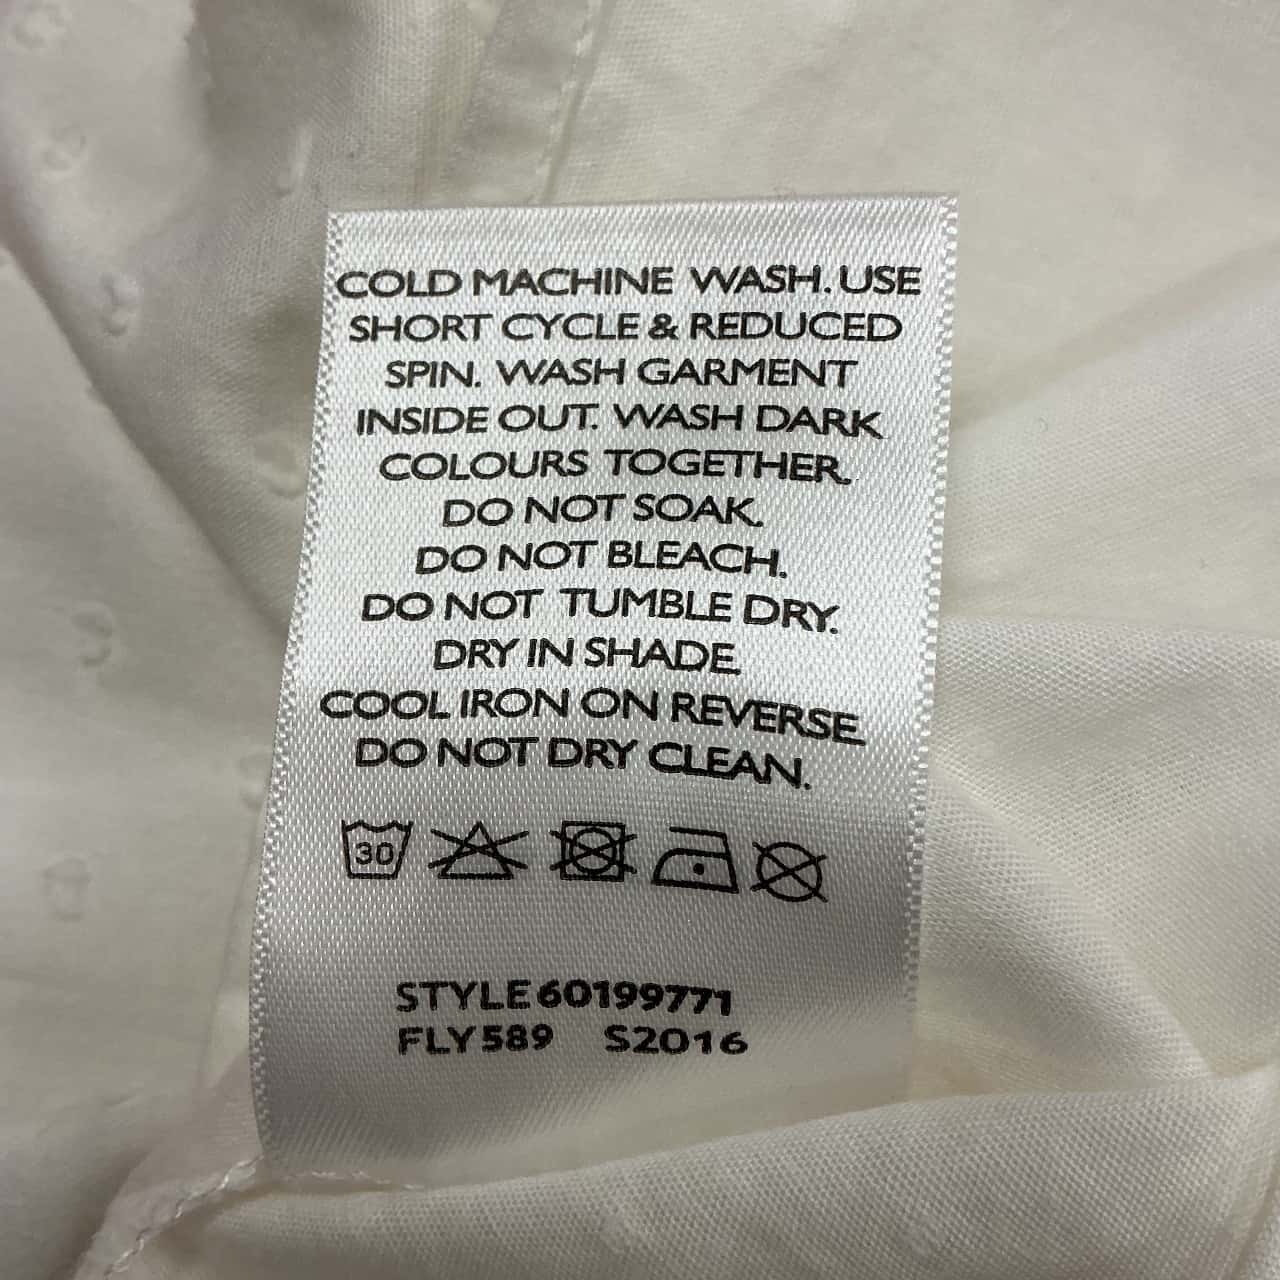 COLD MACHINE WASH. USE
SHORT CYCLE & REDUCED
SPIN. WASH GARMENT
INSIDE OUT. WASH DARK
COLOURS TOGETHER.
DO NOT SOAK.
DO NOT BLEACH.
DO NOT TUMBLE DRY.
DRY IN SHADE
COOL IRON ON REVERSE
DO NOT DRY CLEAN.
30
STYLE 60199771
FLY589 S2016